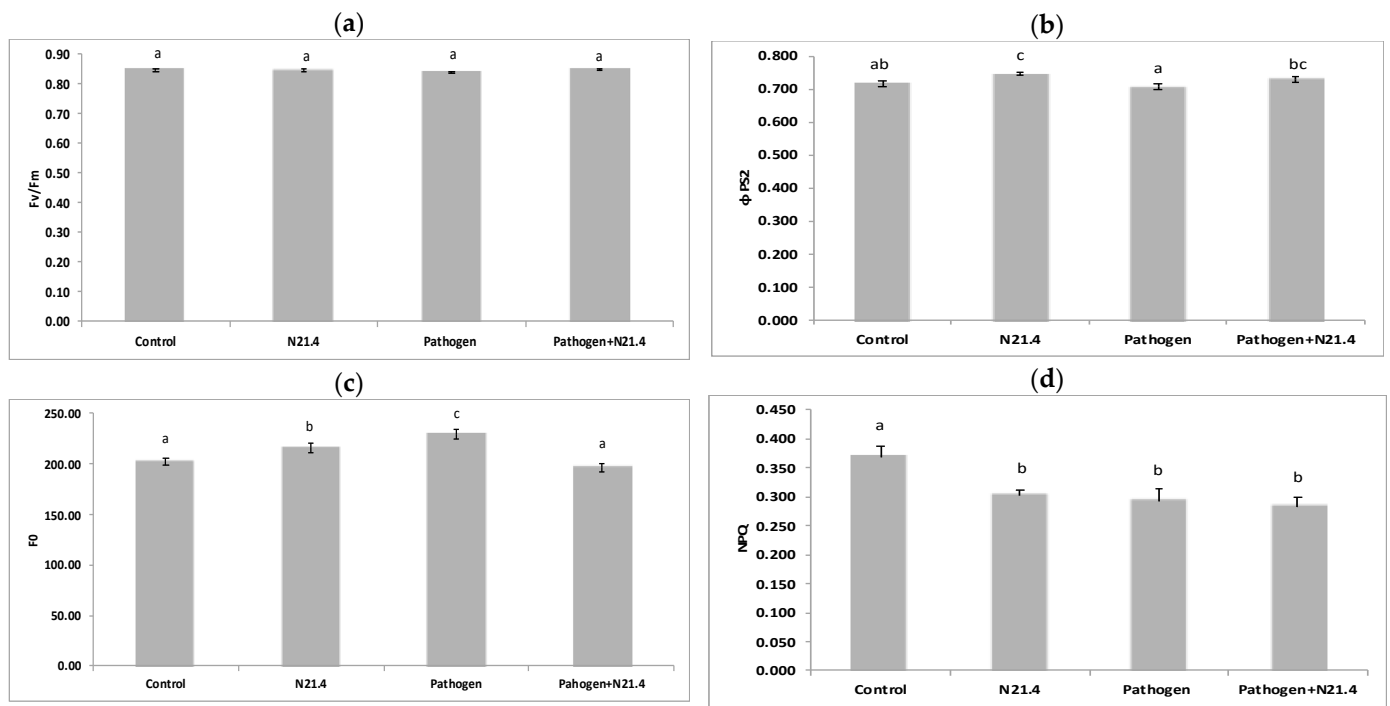 (a)
a
a
a
a
0.90
0.80
0.70
0.60
0.50
0.40
0.30
0.20
0.10
0.00
Fv/Fm
Control N21.4 Pathogen Pathogen+N21.4
(b)
ab
c
a
bc
0.800
0.700
0.600
0.500
0.400
0.300
0.200
0.100
0.000
ϕ PS2
Control N21.4 Pathogen Pathogen+N21.4
(c)
a
b
c
a
250.00
200.00
150.00
100.00
50.00
0.00
F0
Control N21.4 Pathogen Pahogen+N21.4
(d)
a
b
b
b
0.450
0.400
0.350
0.300
0.250
0.200
0.150
0.100
0.050
0.000
NPQ
Control N21.4 Pathogen Pathogen+N21.4